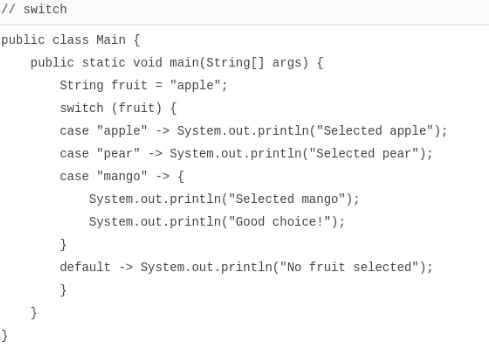 // switch
public class Main {
    public static void main(String[] args) {
        String fruit = "apple";
        switch (fruit) {
        case "apple" -> System.out.println("Selected apple");
        case "pear" -> System.out.println("Selected pear");
        case "mango" -> {
            System.out.println("Selected mango");
            System.out.println("Good choice!");
        }
        default -> System.out.println("No fruit selected");
        }
    }
}